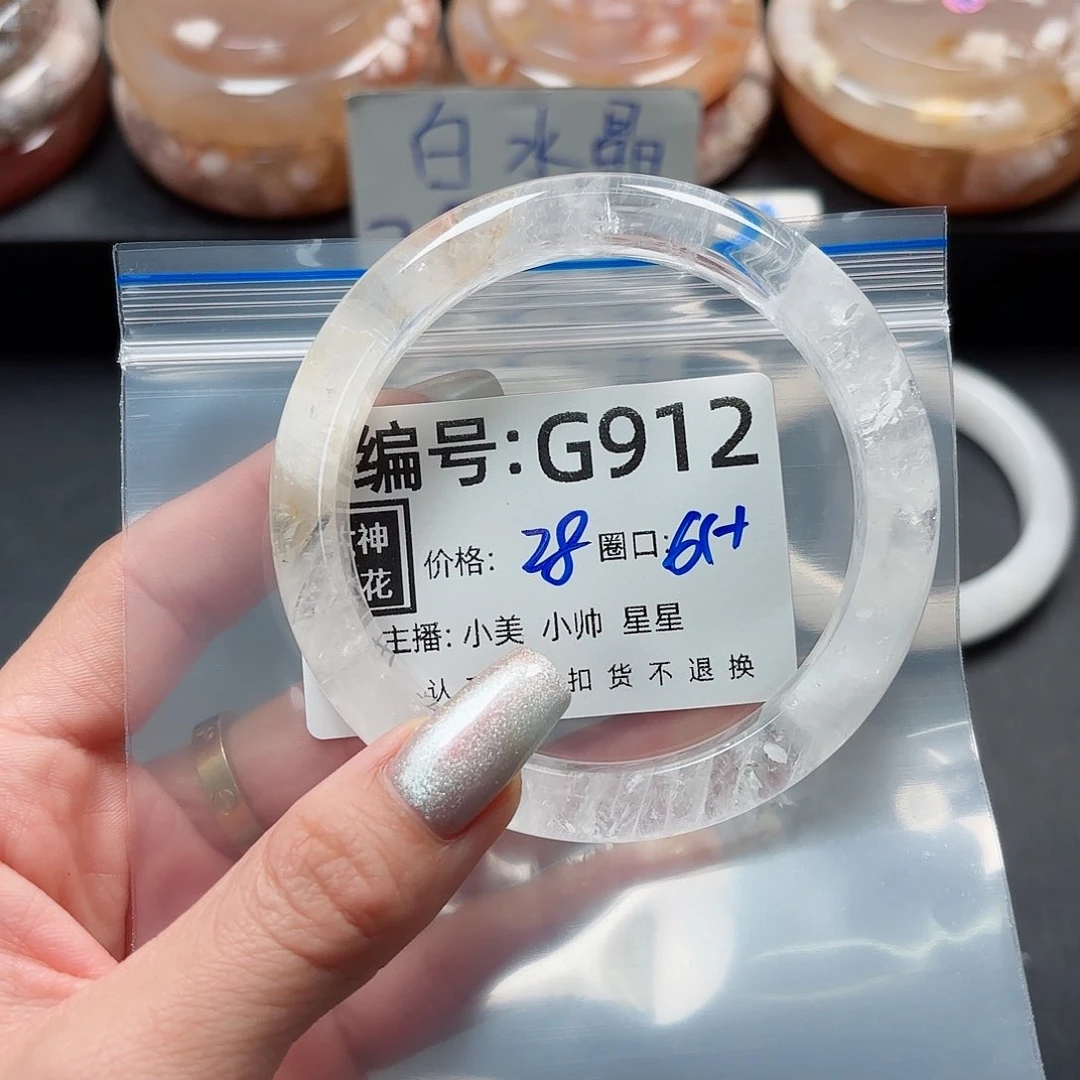 白水晶
编号:G912
神
花
价格: 28 圈口: 61+
主播: 小美 小帅 星星
认 扣货不退换